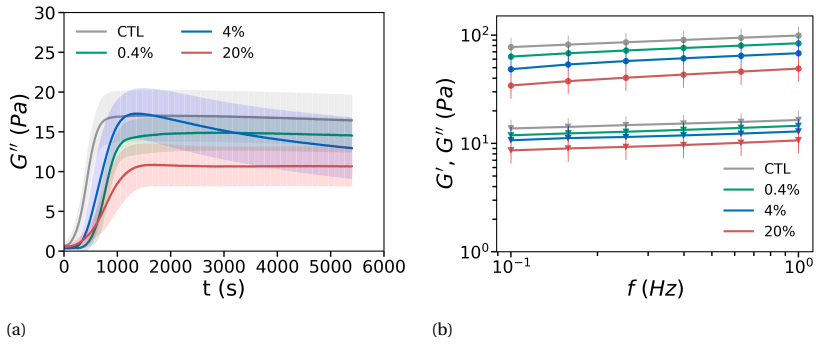 G″ (Pa)
30
25
20
15
10
5
0
CTL
0.4%
4%
20%
0 1000 2000 3000 4000 5000 6000
t (s)
(a)
G′, G″ (Pa)
10²
10¹
10⁰
CTL
0.4%
4%
20%
10⁻¹ 10⁰
f (Hz)
(b)